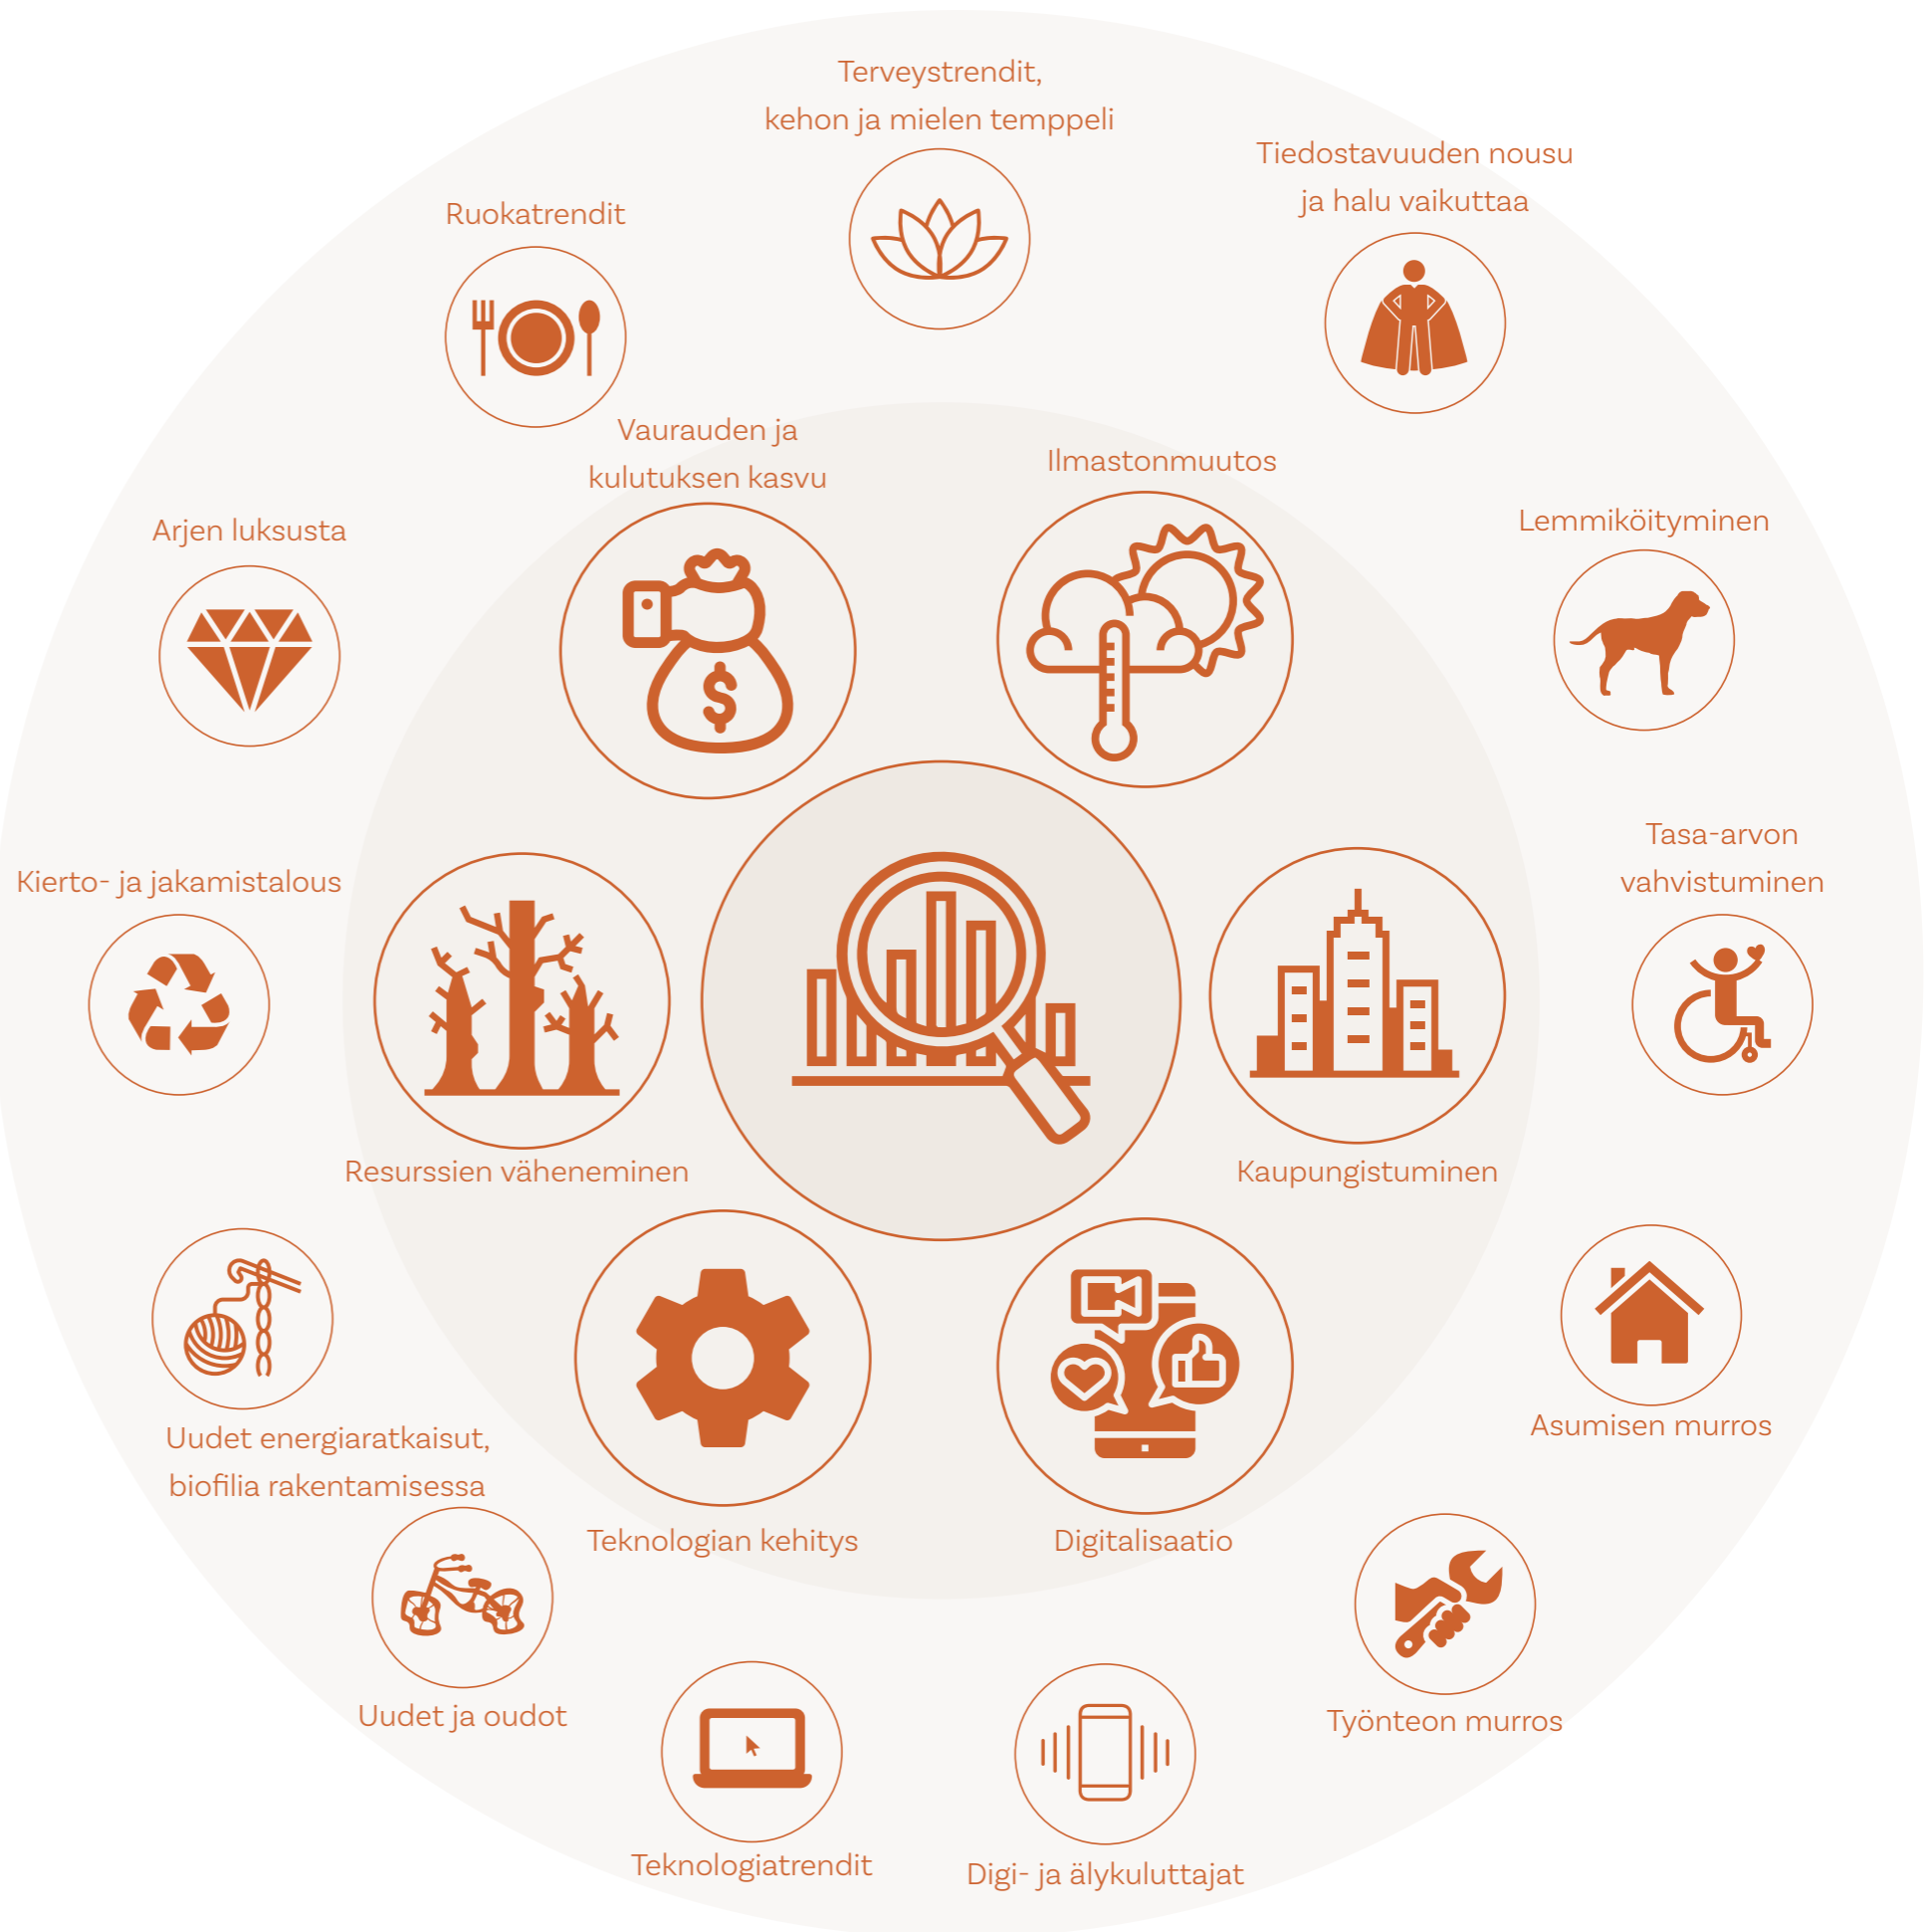 Terveystrendit,
kehon ja mielen temppeli
Tiedostavuuden nousu
ja halu vaikuttaa
Ruokatrendit
Vaurauden ja
kulutuksen kasvu
Ilmastonmuutos
Arjen luksusta
Lemmiköityminen
Tasa-arvon
vahvistuminen
Kierto- ja jakamistalous
$
Resurssien väheneminen
Kaupungistuminen
Uudet energiaratkaisut,
biofilia rakentamisessa
Asumisen murros
Teknologian kehitys
Digitalisaatio
Uudet ja oudot
Työnteon murros
Teknologiatrendit
Digi- ja älykuluttajat